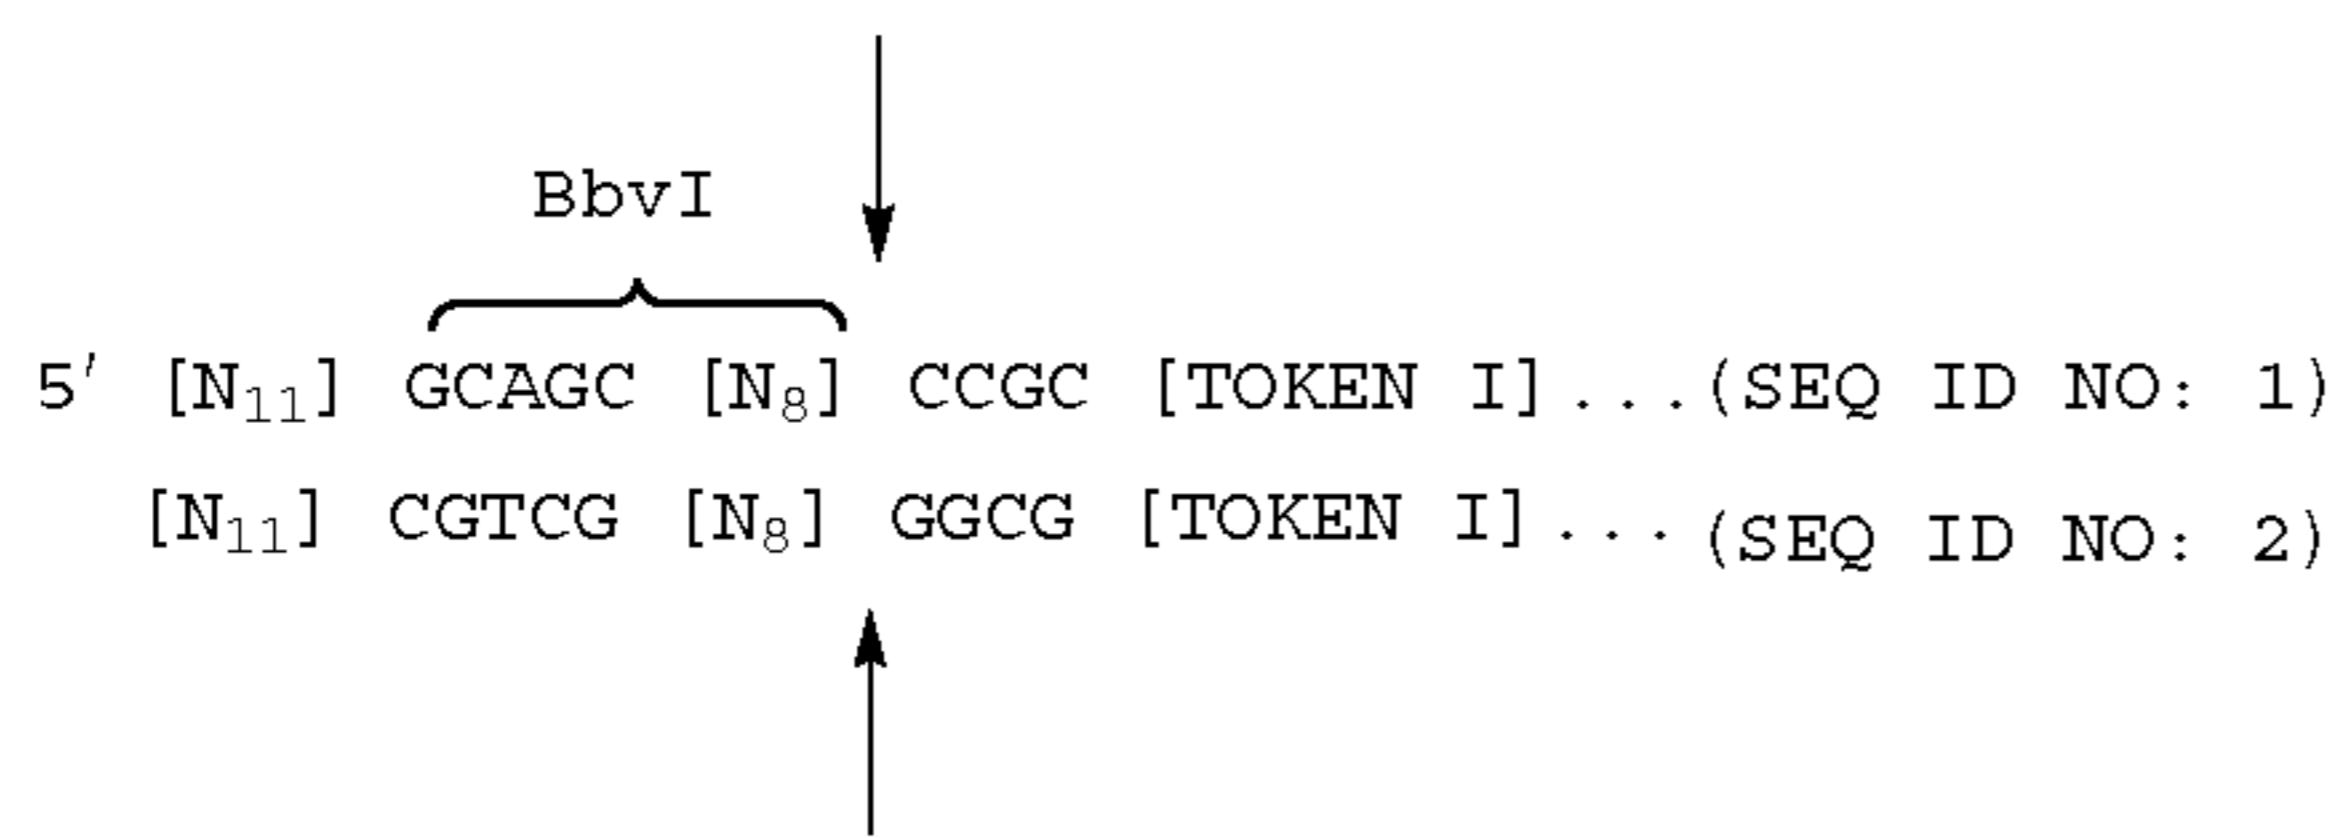 BbvI
5′ [N₁₁] GCAGC [N₈] CCGC [TOKEN I]...(SEQ ID NO: 1)
[N₁₁] CGTCG [N₈] GGCG [TOKEN I]...(SEQ ID NO: 2)